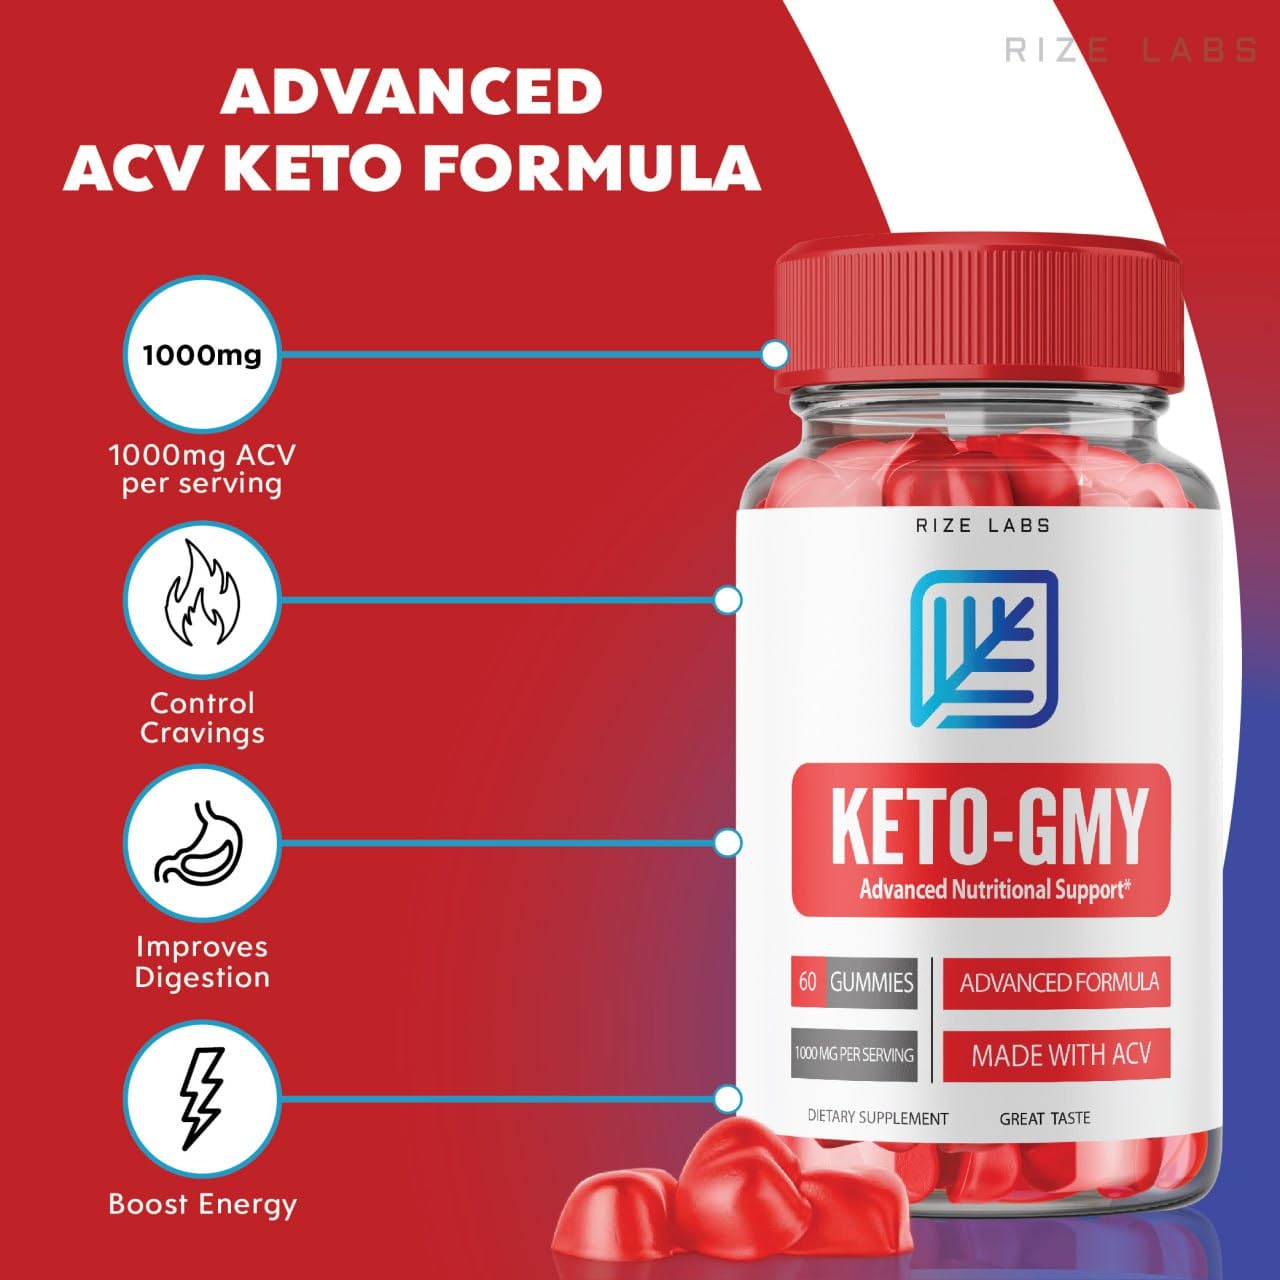 RIZE LABS
ADVANCED
ACV KETO FORMULA
1000mg
1000mg ACV
per serving
Control
Cravings
Improves
Digestion
Boost Energy
RIZE LABS
KETO-GMY
Advanced Nutritional Support*
60 GUMMIES
ADVANCED FORMULA
1000 MG PER SERVING
MADE WITH ACV
DIETARY SUPPLEMENT
GREAT TASTE